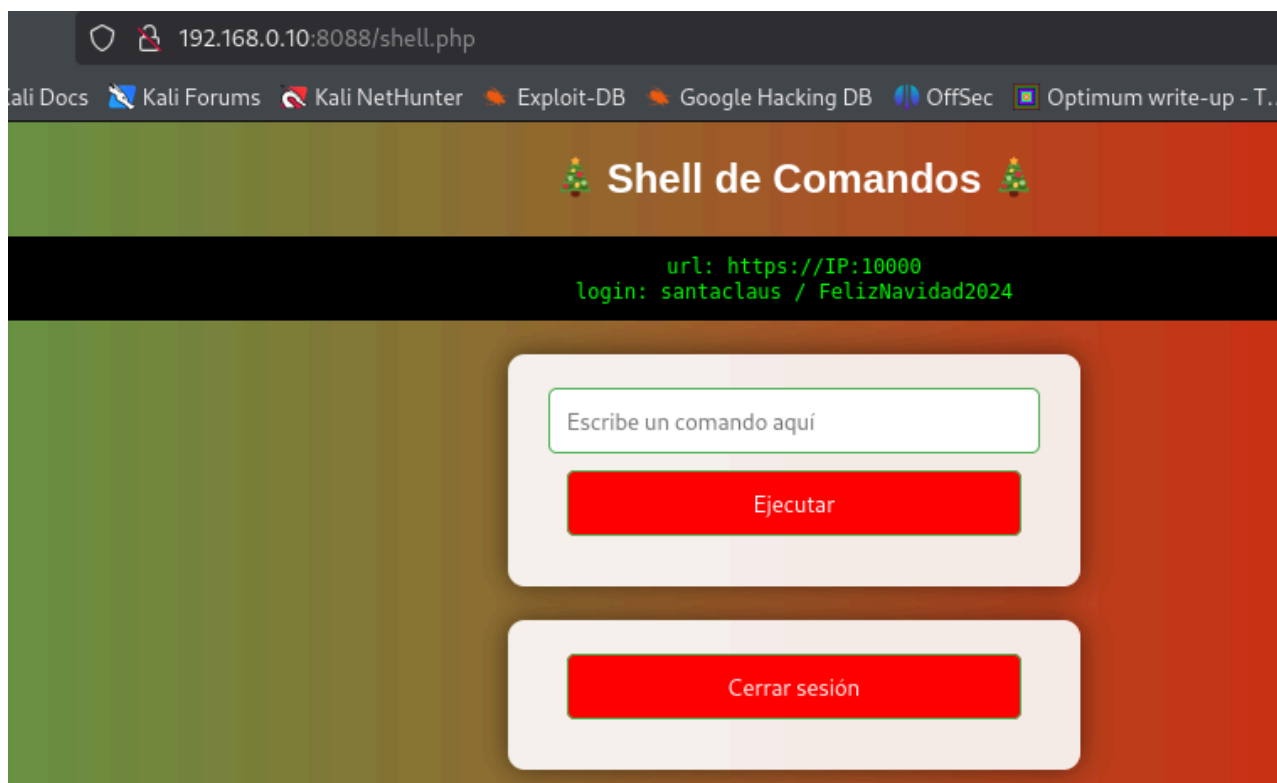 192.168.0.10:8088/shell.php
Kali Docs Kali Forums Kali NetHunter Exploit-DB Google Hacking DB OffSec Optimum write-up - T..
Shell de Comandos
url: https://IP:10000
login: santaclaus / FelizNavidad2024
Escribe un comando aquí
Ejecutar
Cerrar sesión